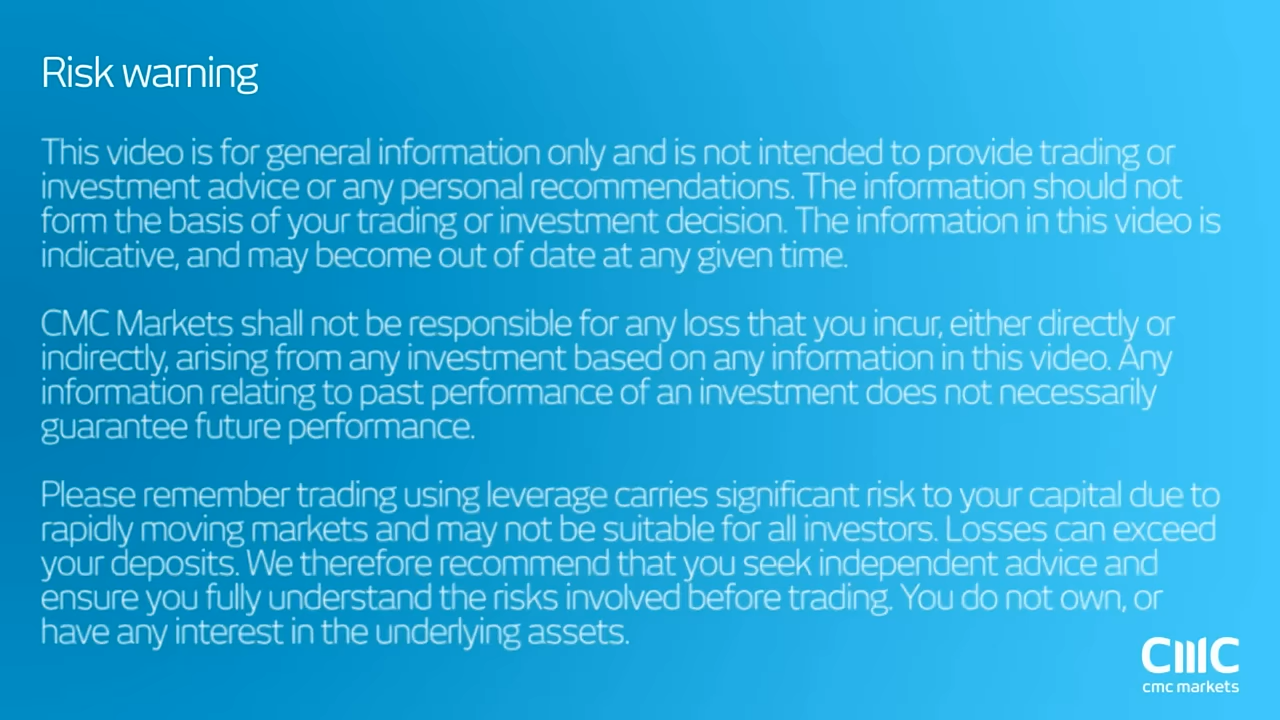 Risk warning
This video is for general information only and is not intended to provide trading or
investment advice or any personal recommendations. The information should not
form the basis of your trading or investment decision. The information in this video is
indicative, and may become out of date at any given time.
CMC Markets shall not be responsible for any loss that you incur, either directly or
indirectly, arising from any investment based on any information in this video. Any
information relating to past performance of an investment does not necessarily
guarantee future performance.
Please remember trading using leverage carries significant risk to your capital due to
rapidly moving markets and may not be suitable for all investors. Losses can exceed
your deposits. We therefore recommend that you seek independent advice and
ensure you fully understand the risks involved before trading. You do not own, or
have any interest in the underlying assets.
CMC
cmc markets